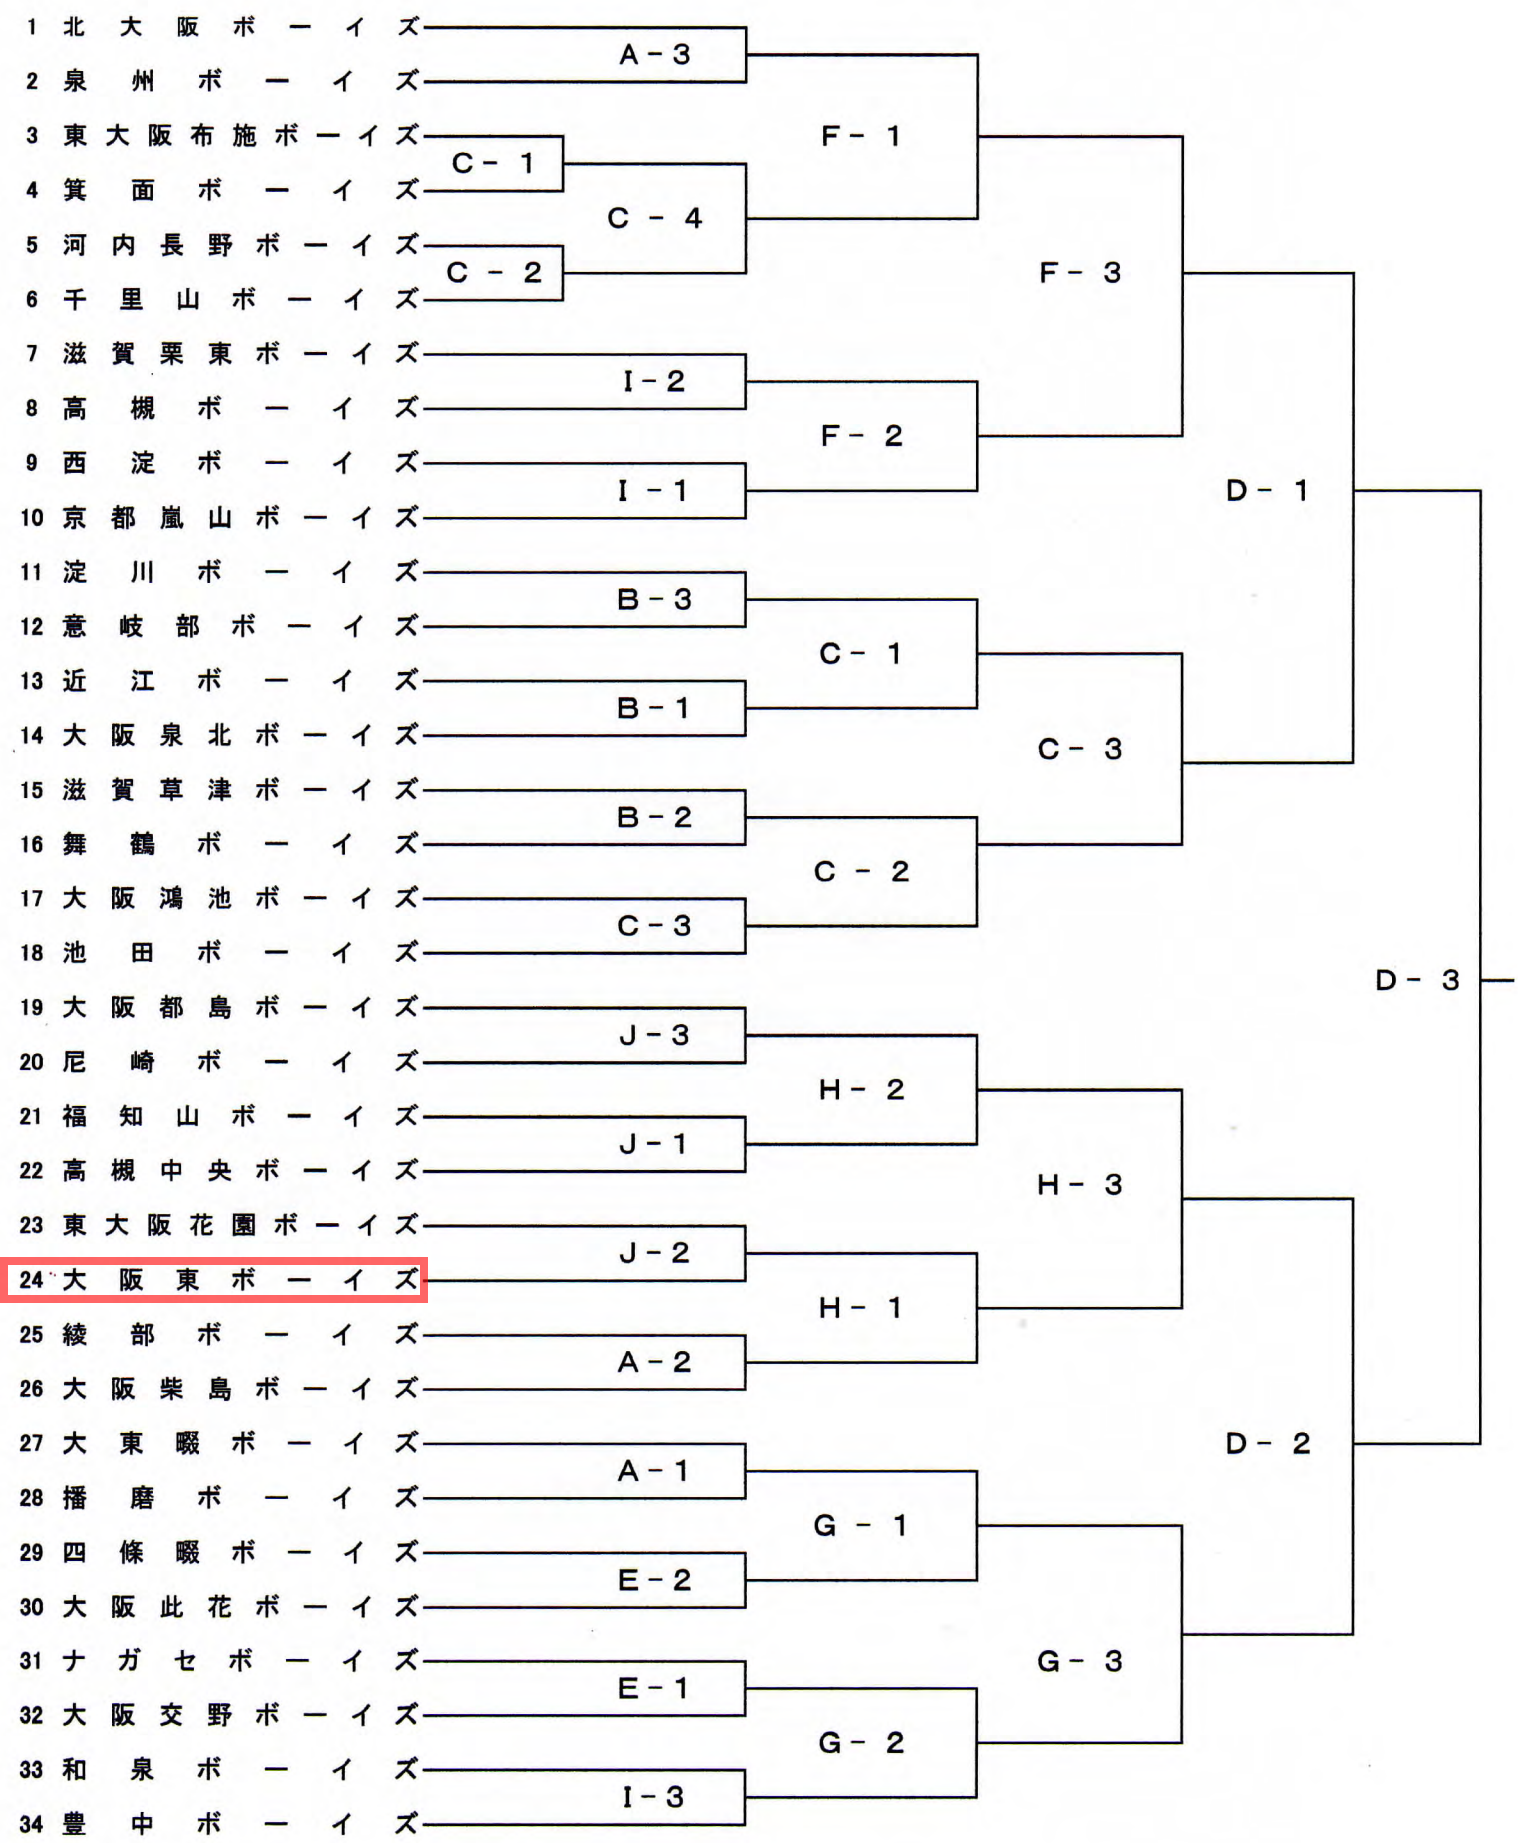 1 北大阪ボーイズ
A-3
2 泉州ボーイズ
3 東大阪布施ボーイズ
F-1
C-1
4 箕面ボーイズ
C-4
5 河内長野ボーイズ
C-2
F-3
6 千里山ボーイズ
7 滋賀栗東ボーイズ
I-2
8 高槻ボーイズ
F-2
9 西淀ボーイズ
I-1
D-1
10 京都嵐山ボーイズ
11 淀川ボーイズ
B-3
12 意岐部ボーイズ
C-1
13 近江ボーイズ
B-1
14 大阪泉北ボーイズ
C-3
15 滋賀草津ボーイズ
B-2
16 舞鶴ボーイズ
C-2
17 大阪鴻池ボーイズ
C-3
18 池田ボーイズ
D-3
19 大阪都島ボーイズ
J-3
20 尼崎ボーイズ
H-2
21 福知山ボーイズ
J-1
22 高槻中央ボーイズ
H-3
23 東大阪花園ボーイズ
J-2
24 大阪東ボーイズ
H-1
25 綾部ボーイズ
A-2
26 大阪柴島ボーイズ
27 大東畷ボーイズ
D-2
A-1
28 播磨ボーイズ
G-1
29 四條畷ボーイズ
E-2
30 大阪此花ボーイズ
31 ナガセボーイズ
G-3
E-1
32 大阪交野ボーイズ
G-2
33 和泉ボーイズ
I-3
34 豊中ボーイズ